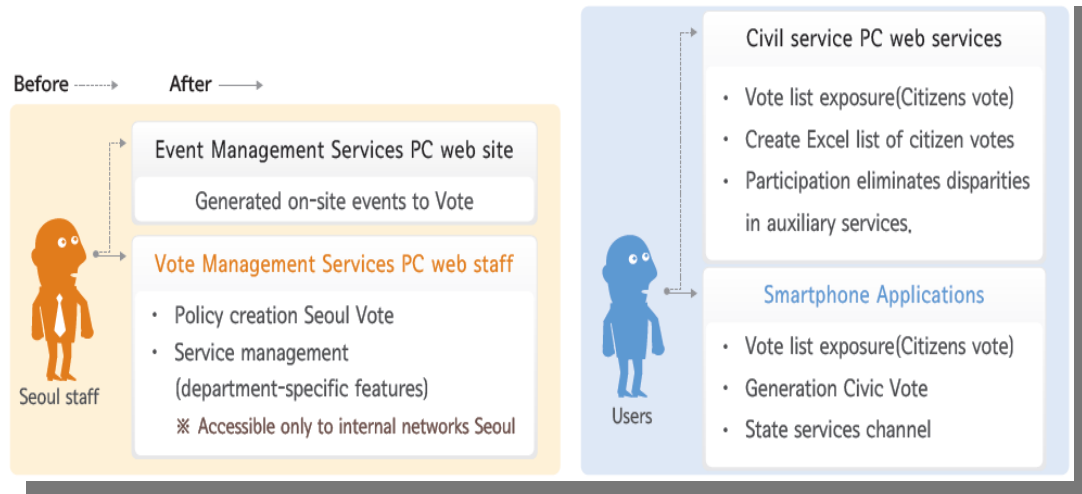 Before
After
Event Management Services PC web site
Generated on-site events to Vote
Vote Management Services PC web staff
• Policy creation Seoul Vote
• Service management
(department-specific features)
※ Accessible only to internal networks Seoul
Seoul staff
Civil service PC web services
• Vote list exposure(Citizens vote)
• Create Excel list of citizen votes
• Participation eliminates disparities
in auxiliary services.
Smartphone Applications
• Vote list exposure(Citizens vote)
• Generation Civic Vote
• State services channel
Users